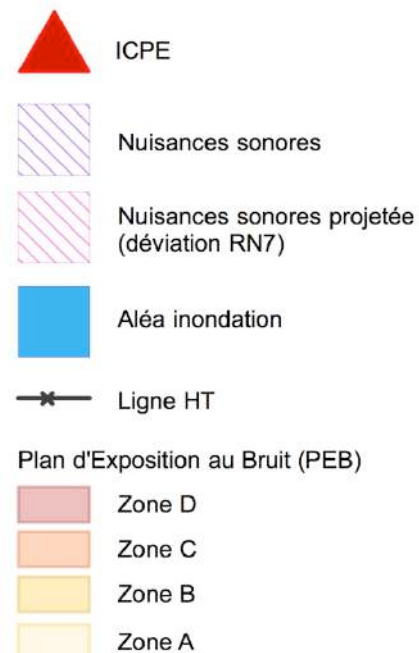 ICPE
Nuisances sonores
Nuisances sonores projetée
(déviation RN7)
Aléa inondation
Ligne HT
Plan d'Exposition au Bruit (PEB)
Zone D
Zone C
Zone B
Zone A